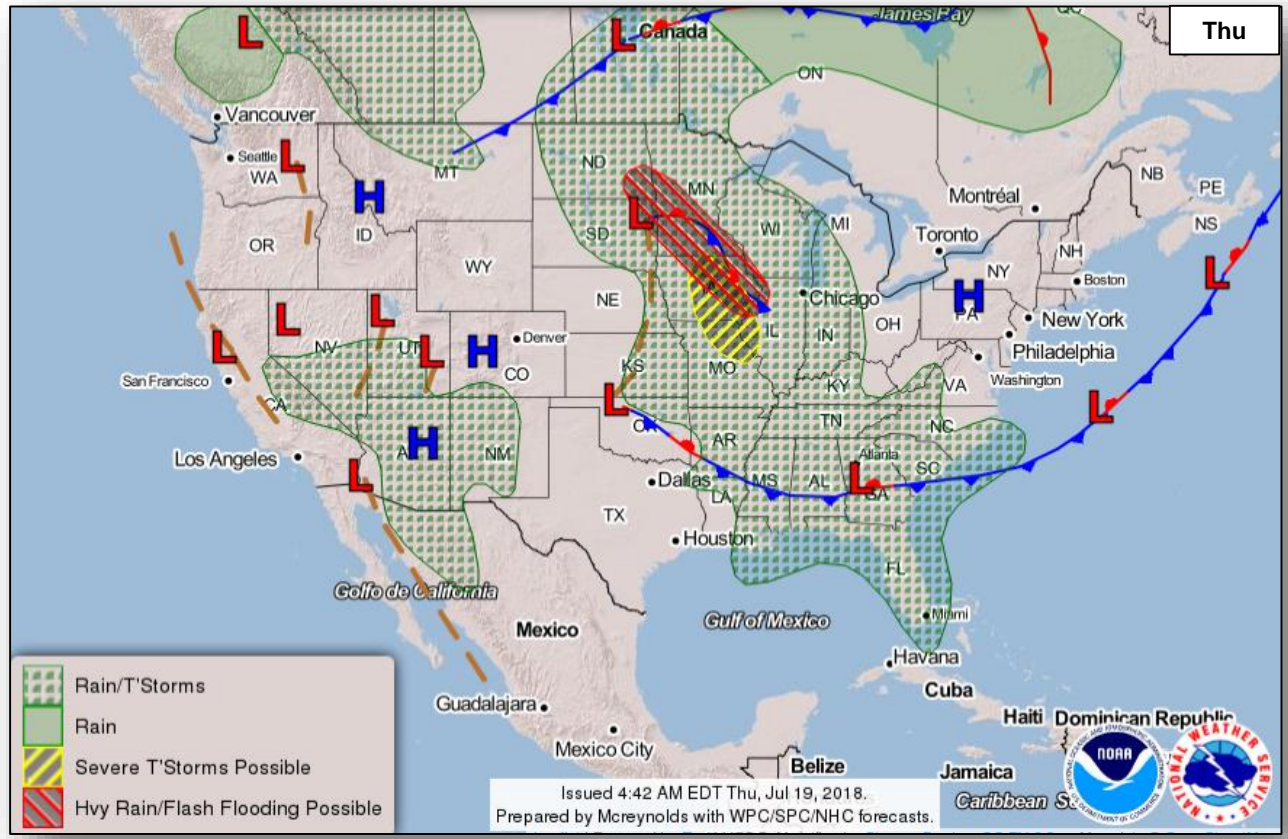 Thu
James Bay
QC
Canada
ON
Vancouver
Seattle
WA
MT
ND
MN
NB
PE
Montréal
NS
OR
ID
SD
WI
MI
Toronto
NH
NY
Boston
WY
NE
Chicago
PA
New York
IL
IN
OH
NV
UT
Denver
CO
Philadelphia
San Francisco
KS
MO
KY
VA
Washington
CA
OK
TN
NC
AR
Los Angeles
NM
Atlanta
SC
Dallas
MS
AL
GA
LA
TX
Houston
FL
Golfo de California
Miami
Gulf of Mexico
Mexico
Havana
Cuba
Guadalajara
Haiti
Dominican Republic
Mexico City
Belize
Jamaica
Caribbean
L
L
L
H
L
L
L
H
L
L
L
L
H
L
L
H
L
L
L
Rain/T'Storms
Rain
Severe T'Storms Possible
Hvy Rain/Flash Flooding Possible
Issued 4:42 AM EDT Thu, Jul 19, 2018.
Prepared by Mcreynolds with WPC/SPC/NHC forecasts.
NOAA
NATIONAL WEATHER SERVICE